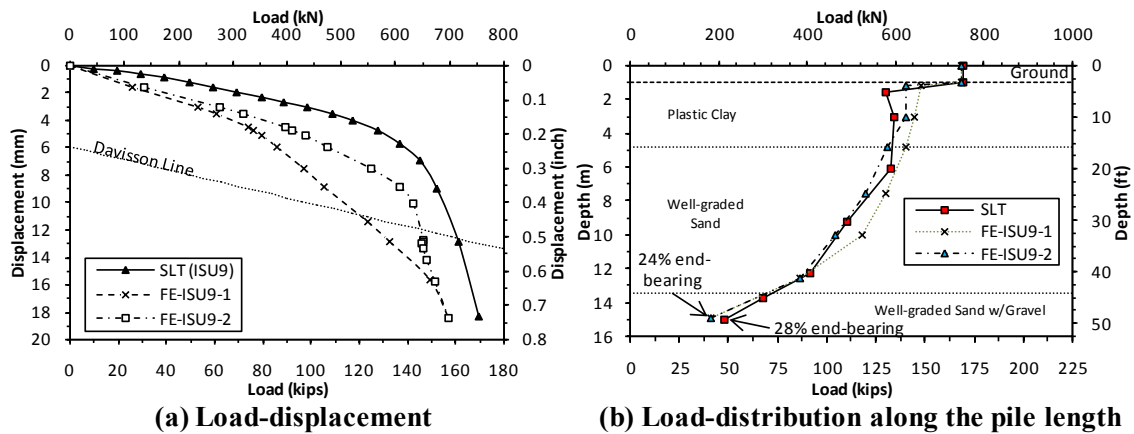 Load (kN)
0 100 200 300 400 500 600 700 800
Displacement (mm)
0
2
4
6
8
10
12
14
16
18
20
Davisson Line
SLT (ISU9)
FE-ISU9-1
FE-ISU9-2
0
0.1
0.2
0.3
0.4
0.5
0.6
0.7
0.8
Displacement (inch)
0 20 40 60 80 100 120 140 160 180
Load (kips)
(a) Load-displacement
Load (kN)
0 200 400 600 800 1000
Depth (m)
0
2
4
6
8
10
12
14
16
Ground
Plastic Clay
Well-graded
Sand
SLT
FE-ISU9-1
FE-ISU9-2
24% end-
bearing
Well-graded Sand w/Gravel
28% end-bearing
0
10
20
30
40
50
Depth (ft)
0 25 50 75 100 125 150 175 200 225
Load (kips)
(b) Load-distribution along the pile length